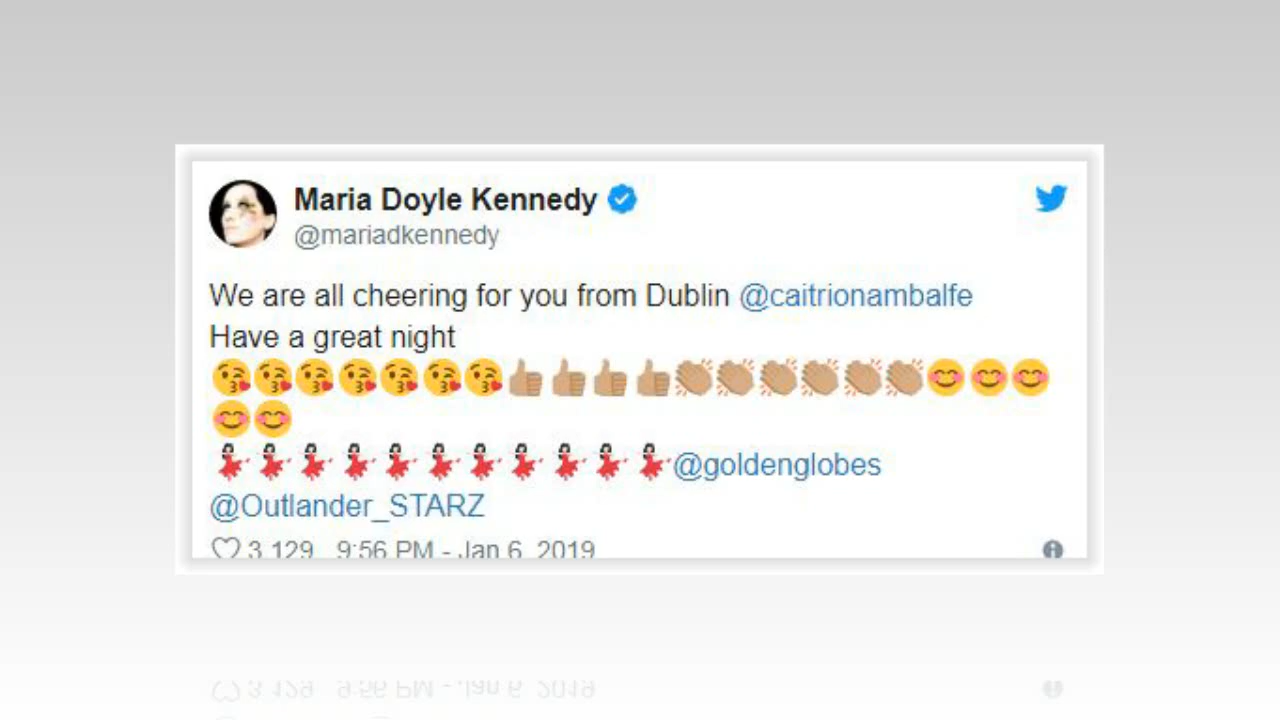 Maria Doyle Kennedy
@mariadkennedy
We are all cheering for you from Dublin @caitrionambalfe
Have a great night
😘😘😘😘😘😘😘👍🏽👍🏽👍🏽👍🏽👏🏽👏🏽👏🏽👏🏽👏🏽👏🏽😊😊😊
😊😊
💃💃💃💃💃💃💃💃💃💃💃@goldenglobes
@Outlander_STARZ
3,129 9:56 PM - Jan 6, 2019